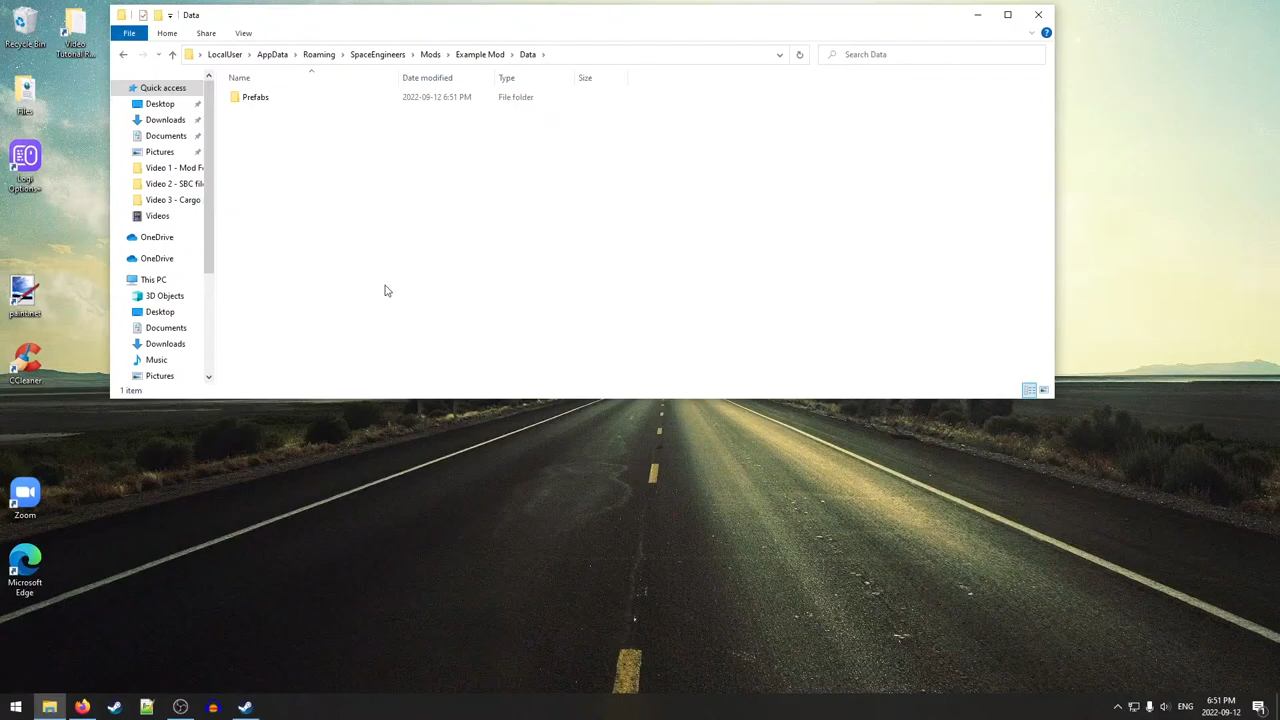 Data
File
Home
Share
View
LocalUser
AppData
Roaming
SpaceEngineers
Mods
Example Mod
Data
Search Data
Name
Date modified
Type
Size
Prefabs
2022-09-12 6:51 PM
File folder
Quick access
Desktop
Downloads
Documents
Pictures
Video 1 - Mod F
Video 2 - SBC fil
Video 3 - Cargo
Videos
OneDrive
OneDrive
This PC
3D Objects
Desktop
Documents
Downloads
Music
Pictures
1 item
Recycle Bin
Video
Tutorial R...
Files
Logi
Options+
paint.net
CCleaner
Zoom
Microsoft
Edge
ENG
6:51 PM
2022-09-12
1